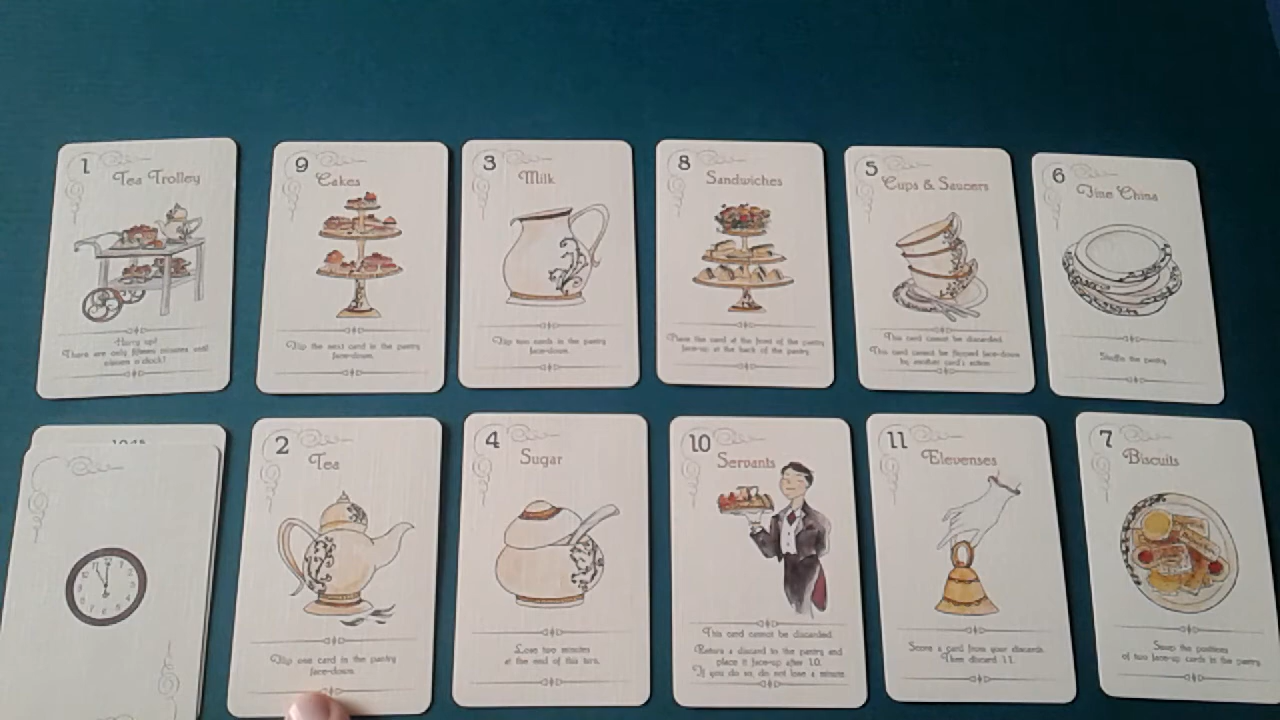 1
Tea Trolley
Hurry up!
There are only fifteen minutes until
eleven o'clock!
9
Cakes
Flip the next card in the pantry
face-down.
3
Milk
Flip two cards in the pantry
face-down.
8
Sandwiches
Place the card at the front of the pantry
face-up at the back of the pantry.
5
Cups & Saucers
This card cannot be discarded.
This card cannot be flipped face-down
by another card's action.
6
Fine China
Shuffle the pantry.
2
Tea
Flip one card in the pantry
face-down.
4
Sugar
Lose two minutes
at the end of this turn.
10
Servants
This card cannot be discarded.
Return a discard to the pantry and
place it face-up after 10.
If you do so, do not lose a minute.
11
Elevenses
Score a card from your discards.
Then discard 11.
7
Biscuits
Swap the positions
of two face-up cards in the pantry.